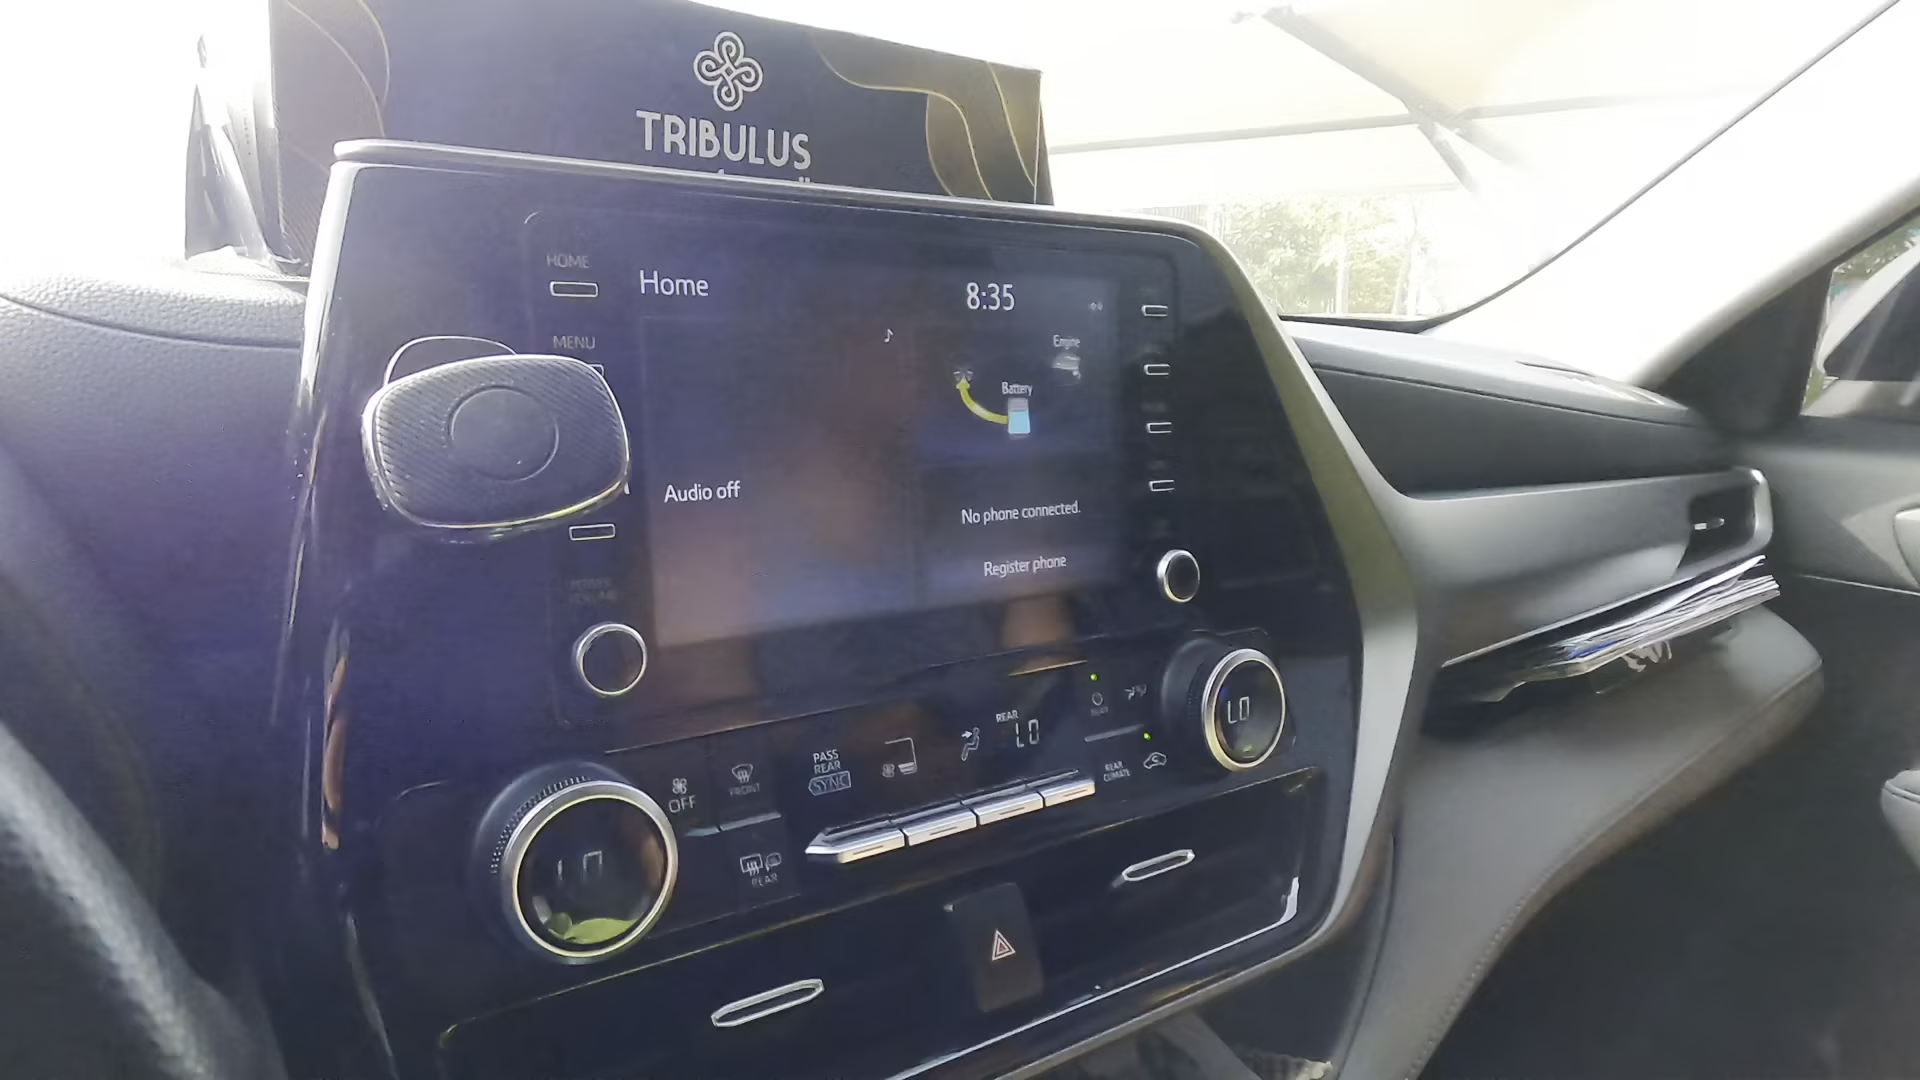 TRIBULUS
HOME
Home
8:35
MENU
Engine
Battery
Audio off
No phone connected.
Register phone
LO
REAR
LO
PASS
REAR
SYNC
OFF
FRONT
REAR
CLIMATE
LO
REAR